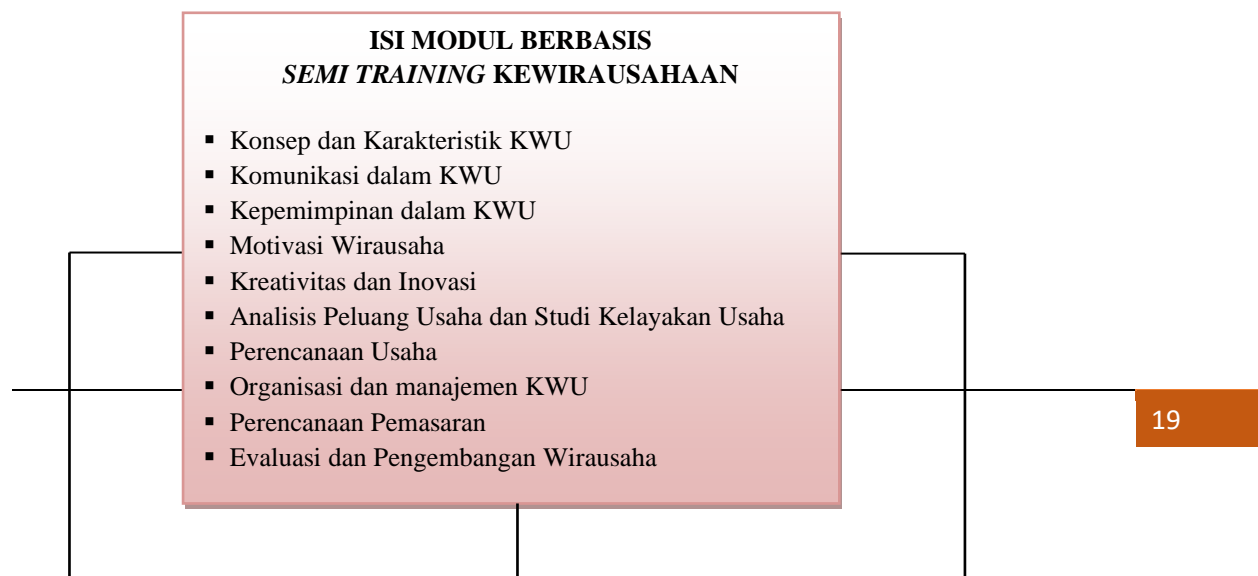 ISI MODUL BERBASIS
SEMI TRAINING KEWIRAUSAHAAN
▪ Konsep dan Karakteristik KWU
▪ Komunikasi dalam KWU
▪ Kepemimpinan dalam KWU
▪ Motivasi Wirausaha
▪ Kreativitas dan Inovasi
▪ Analisis Peluang Usaha dan Studi Kelayakan Usaha
▪ Perencanaan Usaha
▪ Organisasi dan manajemen KWU
▪ Perencanaan Pemasaran
▪ Evaluasi dan Pengembangan Wirausaha
19